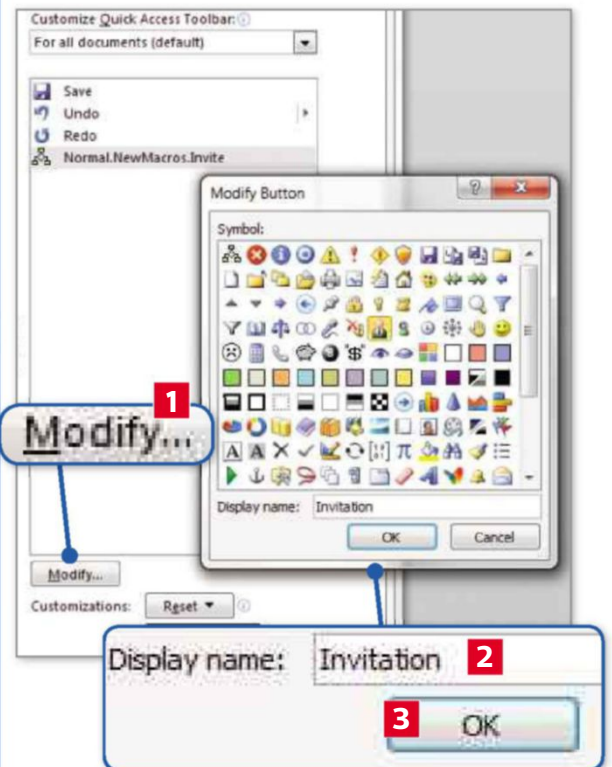 Customize Quick Access Toolbar:
For all documents (default)
Save
Undo
Redo
Normal.NewMacros.Invite
Modify Button
Symbol:
1
Modify...
Display name: Invitation
OK Cancel
Modify...
Customizations: Reset
Display name: Invitation 2
3 OK